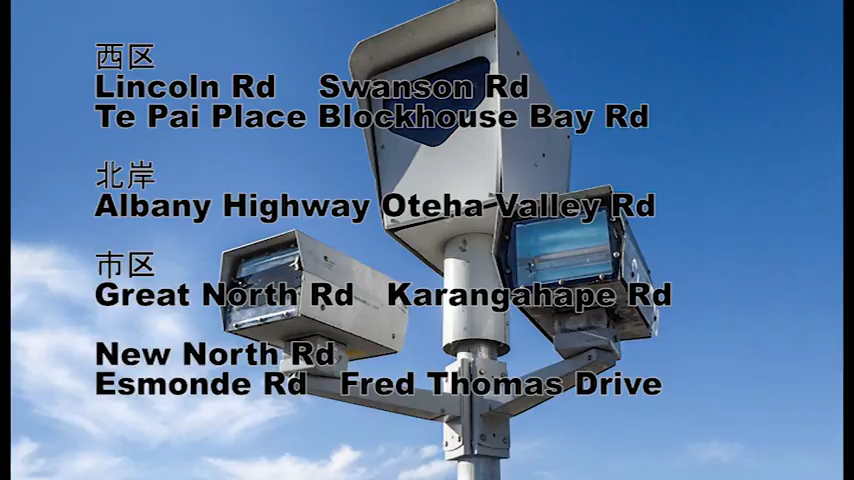 西区
Lincoln Rd Swanson Rd
Te Pai Place Blockhouse Bay Rd
北岸
Albany Highway Oteha Valley Rd
市区
Great North Rd Karangahape Rd
New North Rd
Esmonde Rd Fred Thomas Drive